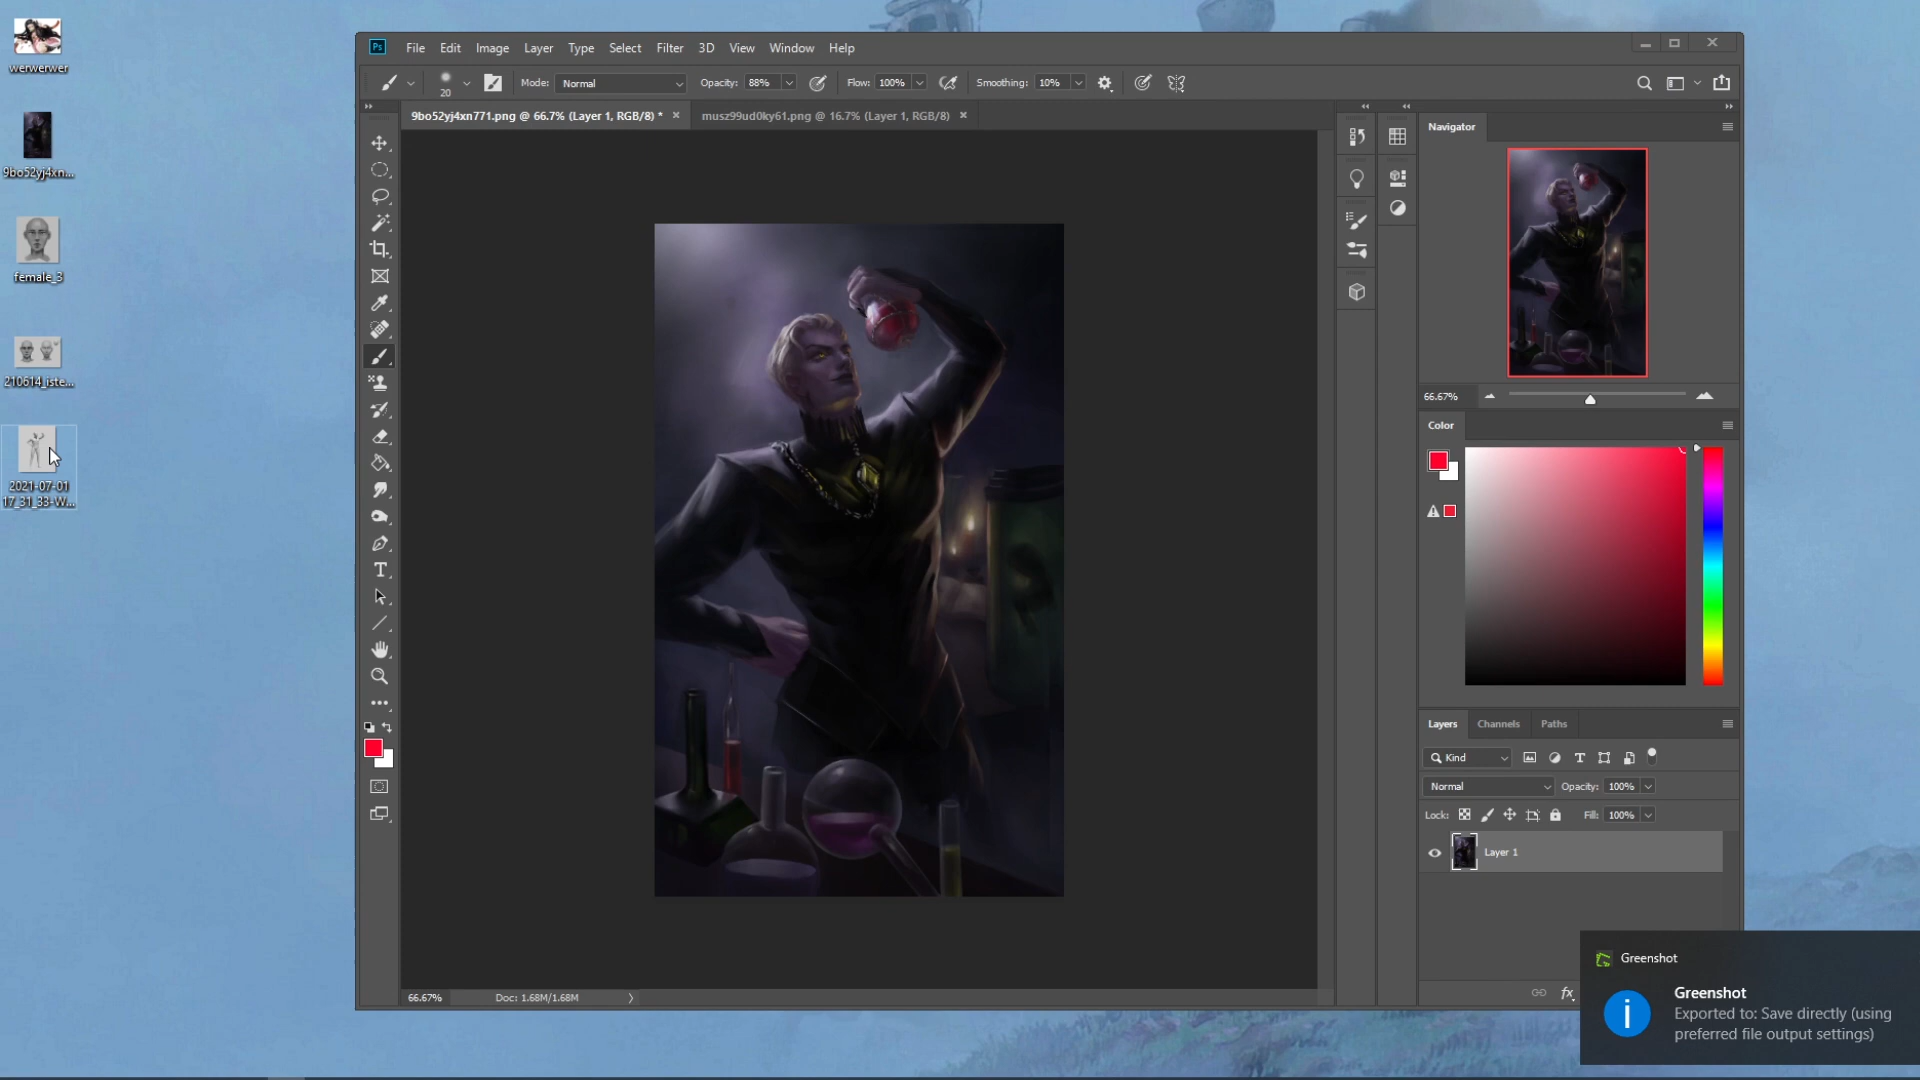 werwerwer
9bo52yj4xn...
female_3
210614_iste...
2021-07-01
17_31_33-W...
Ps File Edit Image Layer Type Select Filter 3D View Window Help
20 Mode: Normal Opacity: 88% Flow: 100% Smoothing: 10%
9bo52yj4xn771.png @ 66.7% (Layer 1, RGB/8) * × musz99ud0ky61.png @ 16.7% (Layer 1, RGB/8) ×
Navigator
66.67%
Color
Layers Channels Paths
Kind
Normal Opacity: 100%
Lock: Fill: 100%
Layer 1
fx
66.67% Doc: 1.68M/1.68M
Greenshot
Greenshot
Exported to: Save directly (using
preferred file output settings)